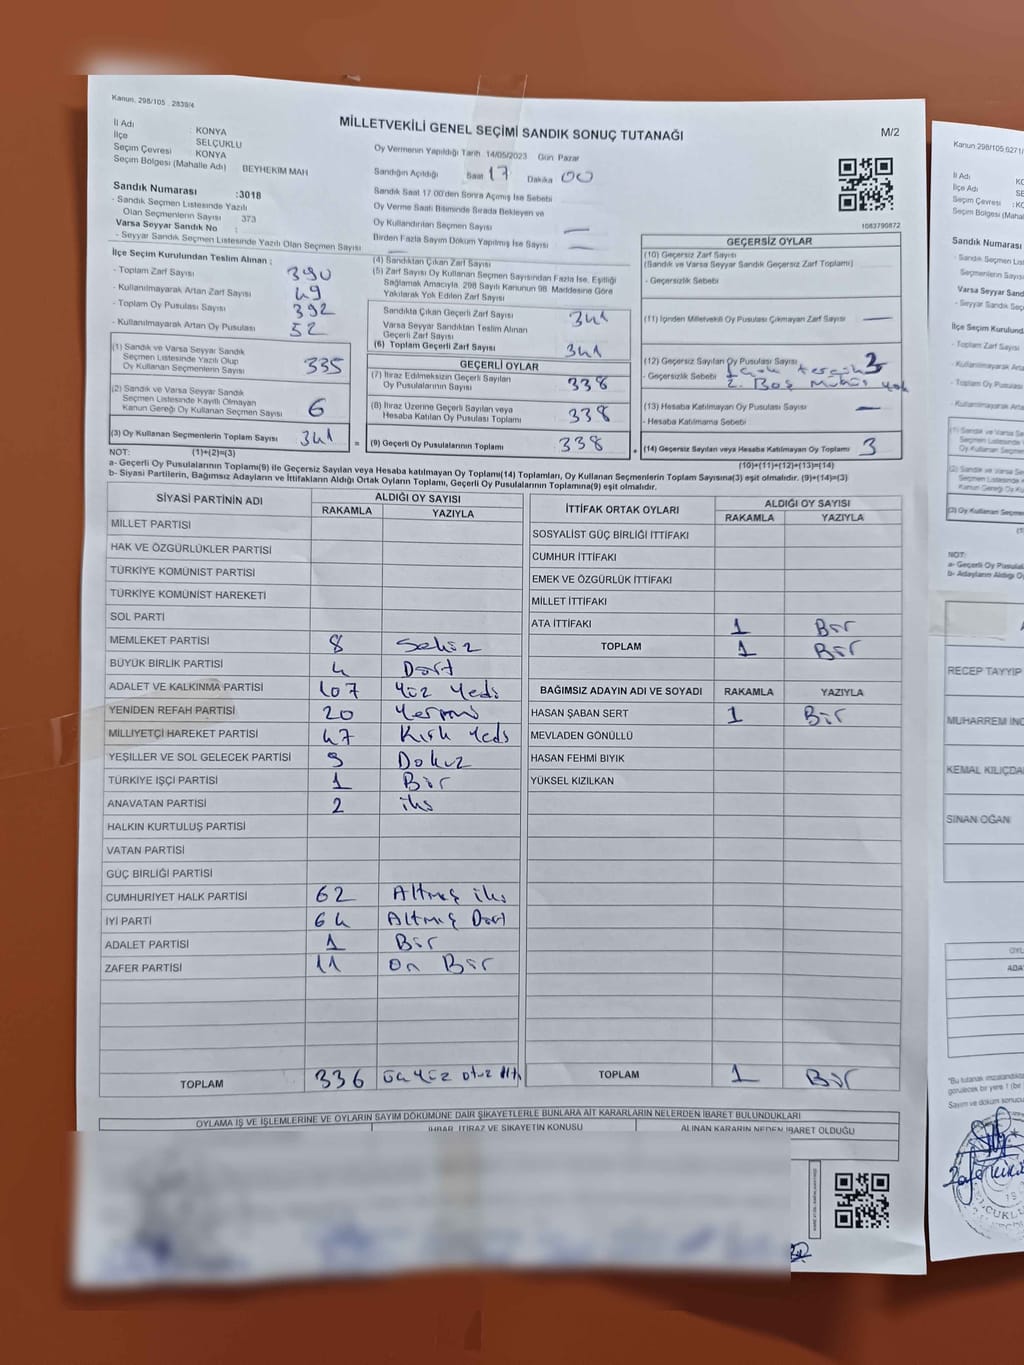 Kanun. 298/105 . 2839/4
MİLLETVEKİLİ GENEL SEÇİMİ SANDIK SONUÇ TUTANAĞI
M/2
İl Adı : KONYA
İlçe : SELÇUKLU
Seçim Çevresi : KONYA
Seçim Bölgesi (Mahalle Adı) BEYHEKİM MAH
Sandık Numarası :3018
- Sandık Seçmen Listesinde Yazılı
Olan Seçmenlerin Sayısı 373
Varsa Seyyar Sandık No :
- Seyyar Sandık Seçmen Listesinde Yazılı Olan Seçmen Sayısı :
Oy Vermenin Yapıldığı Tarih 14/05/2023 Gün Pazar
Sandığın Açıldığı Saat 17 Dakika 00
Sandık Saat 17.00'den Sonra Açılmış İse Sebebi
Oy Verme Saati Bitiminde Sırada Bekleyen ve
Oy Kullandırılan Seçmen Sayısı —
Birden Fazla Sayım Döküm Yapılmış İse Sayısı —
1083790872
İlçe Seçim Kurulundan Teslim Alınan ;
- Toplam Zarf Sayısı 390
- Kullanılmayarak Artan Zarf Sayısı 49
- Toplam Oy Pusulası Sayısı 392
- Kullanılmayarak Artan Oy Pusulası 52
(1) Sandık ve Varsa Seyyar Sandık
Seçmen Listesinde Yazılı Olup
Oy Kullanan Seçmenlerin Sayısı 335
(2) Sandık ve Varsa Seyyar Sandık
Seçmen Listesinde Kayıtlı Olmayan
Kanun Gereği Oy Kullanan Seçmen Sayısı 6
(3) Oy Kullanan Seçmenlerin Toplam Sayısı 341
(4) Sandıktan Çıkan Zarf Sayısı
(5) Zarf Sayısı Oy Kullanan Seçmen Sayısından Fazla İse, Eşitliği
Sağlamak Amacıyla, 298 Sayılı Kanunun 98. Maddesine Göre
Yakılarak Yok Edilen Zarf Sayısı
Sandıkta Çıkan Geçerli Zarf Sayısı 341
Varsa Seyyar Sandıktan Teslim Alınan
Geçerli Zarf Sayısı
(6) Toplam Geçerli Zarf Sayısı 341
GEÇERLİ OYLAR
(7) İtiraz Edilmeksizin Geçerli Sayılan
Oy Pusulalarının Sayısı 338
(8) İtiraz Üzerine Geçerli Sayılan veya
Hesaba Katılan Oy Pusulası Toplamı 338
= (9) Geçerli Oy Pusulalarının Toplamı 338
GEÇERSİZ OYLAR
(10) Geçersiz Zarf Sayısı
(Sandık ve Varsa Seyyar Sandık Geçersiz Zarf Toplamı)
- Geçersizlik Sebebi
(11) İçinden Milletvekili Oy Pusulası Çıkmayan Zarf Sayısı —
(12) Geçersiz Sayılan Oy Pusulası Sayısı 3
- Geçersizlik Sebebi
2. Boş Mühür yok
(13) Hesaba Katılmayan Oy Pusulası Sayısı —
- Hesaba Katılmama Sebebi
+ (14) Geçersiz Sayılan veya Hesaba Katılmayan Oy Pusulası Toplamı 3
NOT: (1)+(2)=(3)
(10)+(11)+(12)+(13)=(14)
a- Geçerli Oy Pusulalarının Toplamı(9) ile Geçersiz Sayılan veya Hesaba katılmayan Oy Toplamı(14) Toplamları, Oy Kullanan Seçmenlerin Toplam Sayısına(3) eşit olmalıdır. (9)+(14)=(3)
b- Siyasi Partilerin, Bağımsız Adayların ve İttifakların Aldığı Ortak Oyların Toplamı, Geçerli Oy Pusulalarının Toplamına(9) eşit olmalıdır.
SİYASİ PARTİNİN ADI ALDIĞI OY SAYISI
RAKAMLA YAZIYLA
MİLLET PARTİSİ
HAK VE ÖZGÜRLÜKLER PARTİSİ
TÜRKİYE KOMÜNİST PARTİSİ
TÜRKİYE KOMÜNİST HAREKETİ
SOL PARTİ
MEMLEKET PARTİSİ 8 Sekiz
BÜYÜK BİRLİK PARTİSİ 4 Dört
ADALET VE KALKINMA PARTİSİ 107 Yüz Yedi
YENİDEN REFAH PARTİSİ 20 Yirmi
MİLLİYETÇİ HAREKET PARTİSİ 47 Kırk Yedi
YEŞİLLER VE SOL GELECEK PARTİSİ 9 Dokuz
TÜRKİYE İŞÇİ PARTİSİ 1 Bir
ANAVATAN PARTİSİ 2 iki
HALKIN KURTULUŞ PARTİSİ
VATAN PARTİSİ
GÜÇ BİRLİĞİ PARTİSİ
CUMHURİYET HALK PARTİSİ 62 Altmış iki
İYİ PARTİ 64 Altmış Dört
ADALET PARTİSİ 1 Bir
ZAFER PARTİSİ 11 On Bir
TOPLAM 336 üç yüz otuz Altı
İTTİFAK ORTAK OYLARI ALDIĞI OY SAYISI
RAKAMLA YAZIYLA
SOSYALİST GÜÇ BİRLİĞİ İTTİFAKI
CUMHUR İTTİFAKI
EMEK VE ÖZGÜRLÜK İTTİFAKI
MİLLET İTTİFAKI
ATA İTTİFAKI 1 Bir
TOPLAM 1 Bir
BAĞIMSIZ ADAYIN ADI VE SOYADI RAKAMLA YAZIYLA
HASAN ŞABAN SERT 1 Bir
MEVLADEN GÖNÜLLÜ
HASAN FEHMİ BIYIK
YÜKSEL KIZILKAN
TOPLAM 1 Bir
OYLAMA İŞ VE İŞLEMLERİNE VE OYLARIN SAYIM DÖKÜMÜNE DAİR ŞİKAYETLERLE BUNLARA AİT KARARLARIN NELERDEN İBARET BULUNDUKLARI
İHBAR, İTİRAZ VE ŞİKAYETİN KONUSU ALINAN KARARIN NEDEN İBARET OLDUĞU
Kanun:298/105;6271/
İl Adı
İlçe Adı
Seçim Çevresi
Sandık Numarası
Varsa Seyyar
İlçe Seçim Kurulund
NOT:
RECEP TAYYİP
MUHARREM İNC
KEMAL KILIÇDA
SİNAN OĞAN